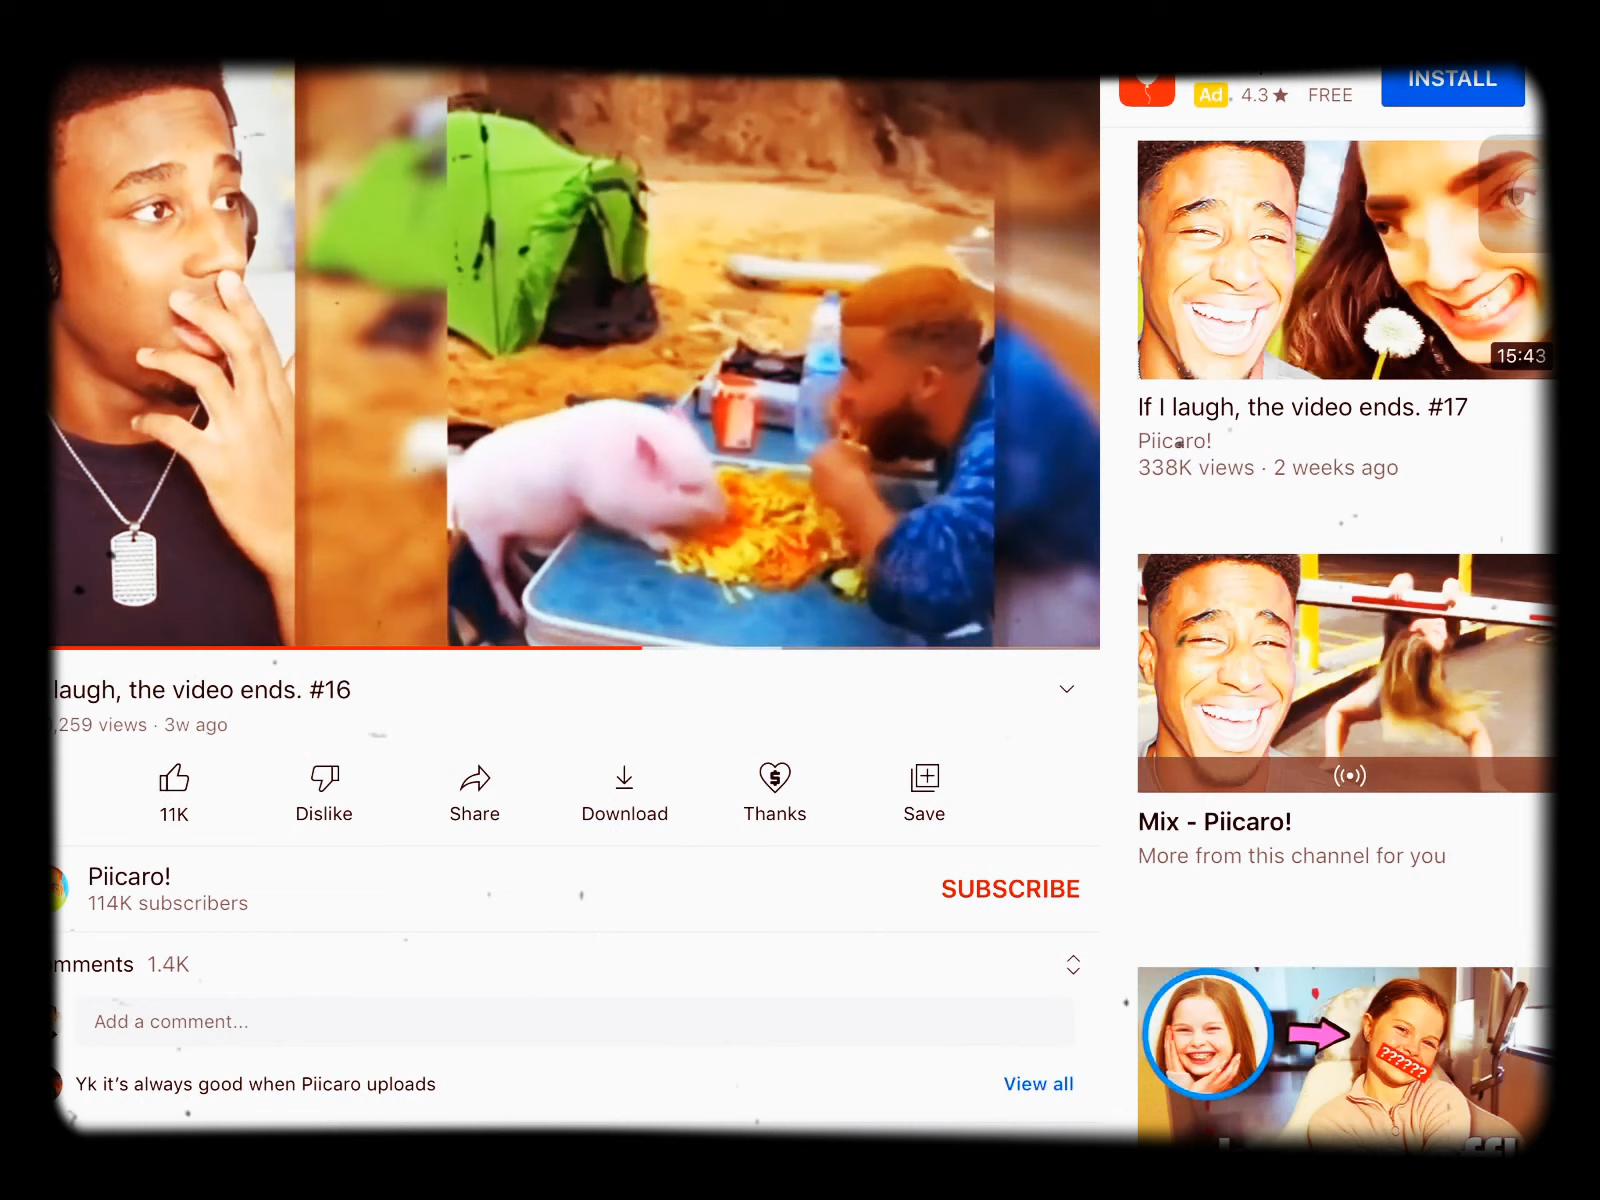 laugh, the video ends. #16
,259 views · 3w ago
11K
Dislike
Share
Download
Thanks
Save
Piicaro!
114K subscribers
SUBSCRIBE
mments 1.4K
Add a comment...
Yk it's always good when Piicaro uploads
View all
Ad · 4.3★ FREE
INSTALL
15:43
If I laugh, the video ends. #17
Piicaro!
338K views · 2 weeks ago
Mix - Piicaro!
More from this channel for you
??????